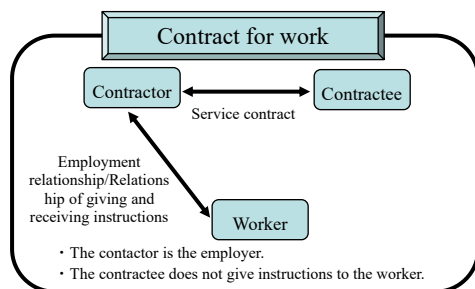 Contract for work
Contractor
Contractee
Service contract
Employment
relationship/Relations
hip of giving and
receiving instructions
Worker
・The contactor is the employer.
・The contractee does not give instructions to the worker.